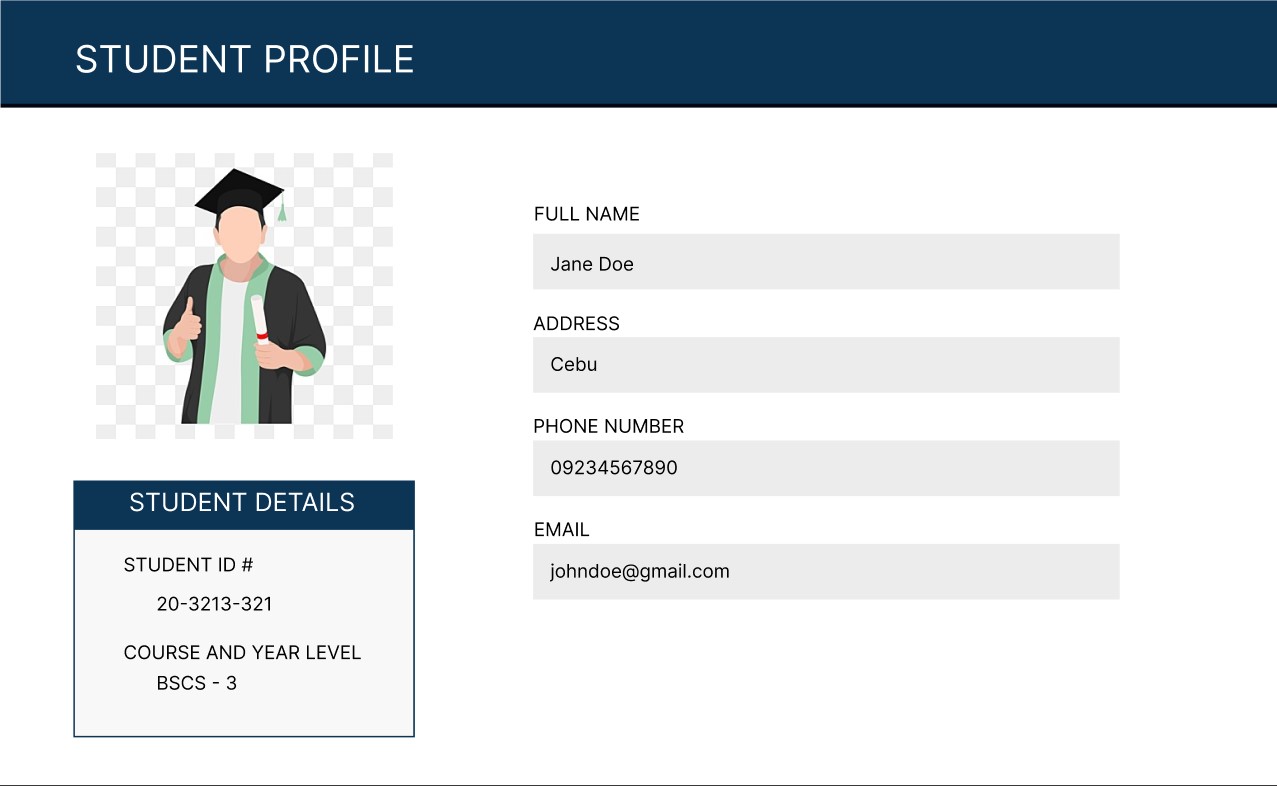 STUDENT PROFILE
FULL NAME
Jane Doe
ADDRESS
Cebu
PHONE NUMBER
09234567890
EMAIL
johndoe@gmail.com
STUDENT DETAILS
STUDENT ID #
20-3213-321
COURSE AND YEAR LEVEL
BSCS - 3